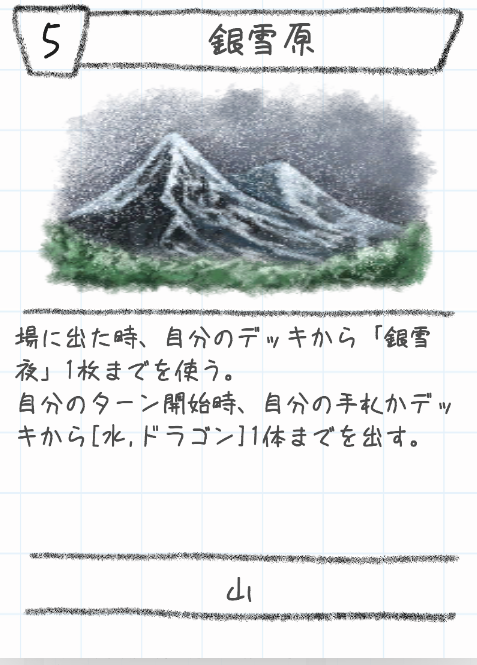 5
銀雪原
場に出た時、自分のデッキから「銀雪
夜」1枚までを使う。
自分のターン開始時、自分の手札かデッ
キから[水,ドラゴン]1体までを出す。
山